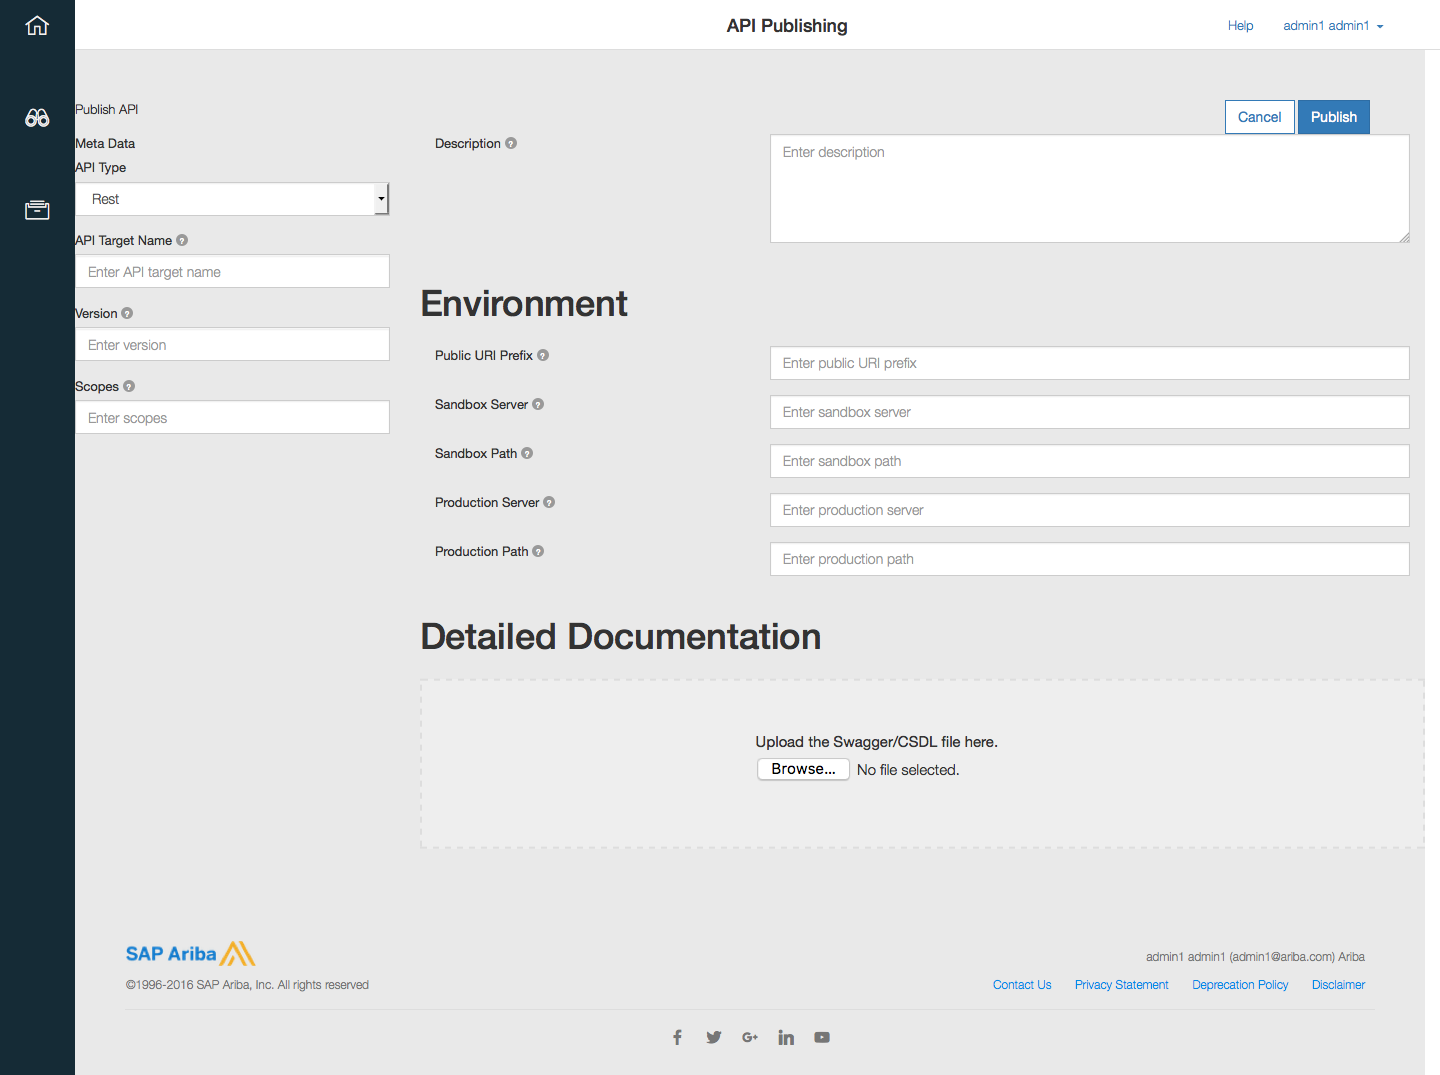 API Publishing
Help
admin1 admin1
Publish API
Cancel
Publish
Meta Data
API Type
Rest
API Target Name
Enter API target name
Version
Enter version
Scopes
Enter scopes
Description
Enter description
Environment
Public URI Prefix
Enter public URI prefix
Sandbox Server
Enter sandbox server
Sandbox Path
Enter sandbox path
Production Server
Enter production server
Production Path
Enter production path
Detailed Documentation
Upload the Swagger/CSDL file here.
Browse... No file selected.
SAP Ariba
admin1 admin1 (admin1@ariba.com) Ariba
©1996-2016 SAP Ariba, Inc. All rights reserved
Contact Us Privacy Statement Deprecation Policy Disclaimer